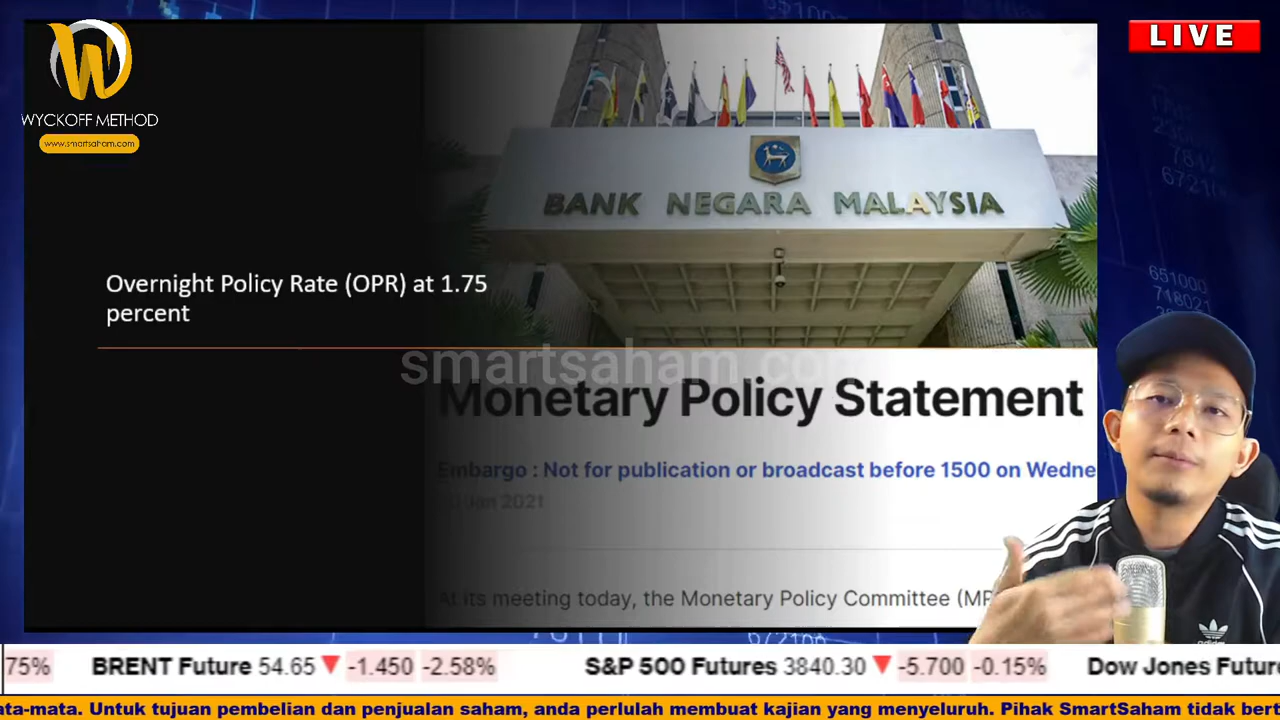 WYCKOFF METHOD
www.smartsaham.com
LIVE
BANK NEGARA MALAYSIA
Overnight Policy Rate (OPR) at 1.75
percent
smartsaham.com
Monetary Policy Statement
Embargo : Not for publication or broadcast before 1500 on Wedne
Jan 2021
At its meeting today, the Monetary Policy Committee (MP
adidas
75% BRENT Future 54.65 ▼ -1.450 -2.58% S&P 500 Futures 3840.30 ▼ -5.700 -0.15% Dow Jones Future
ata-mata. Untuk tujuan pembelian dan penjualan saham, anda perlulah membuat kajian yang menyeluruh. Pihak SmartSaham tidak bert